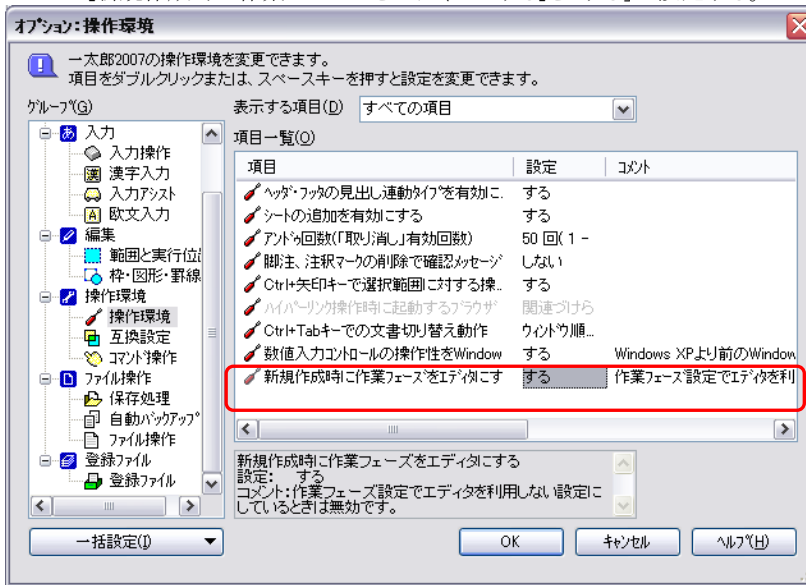 オプション：操作環境
一太郎2007の操作環境を変更できます。
項目をダブルクリックまたは、スペースキーを押すと設定を変更できます。
グループ(G)
表示する項目(D) すべての項目
項目一覧(O)
入力
入力操作
漢字入力
入力アシスト
欧文入力
編集
範囲と実行位
枠・図形・罫線
操作環境
操作環境
互換設定
コマンド操作
ファイル操作
保存処理
自動バックアップ
ファイル操作
登録ファイル
登録ファイル
項目 設定 コメント
ヘッダ・フッタの見出し連動タイプを有効に.. する
シートの追加を有効にする する
アンドゥ回数(「取り消し」有効回数) 50 回( 1 -
脚注、注釈マークの削除で確認メッセージ しない
Ctrl+矢印キーで選択範囲に対する操.. する
ハイパーリンク操作時に起動するブラウザ 関連づけら
Ctrl+Tabキーでの文書切り替え動作 ウィンドウ順...
数値入力コントロールの操作性をWindow する Windows XPより前のWindow
新規作成時に作業フェーズをエディタにす する 作業フェーズ設定でエディタを利
新規作成時に作業フェーズをエディタにする
設定： する
コメント：作業フェーズ設定でエディタを利用しない設定に
しているときは無効です。
一括設定(I) OK キャンセル ヘルプ(H)